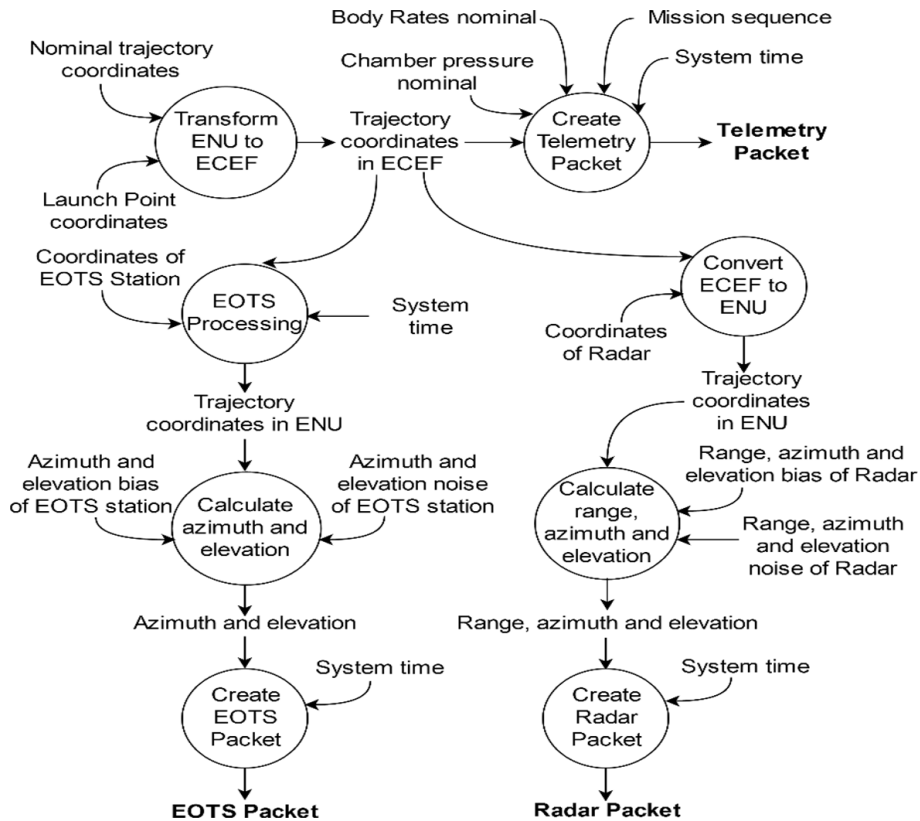 Body Rates nominal
Mission sequence
Nominal trajectory
coordinates
Chamber pressure
nominal
System time
Transform
ENU to
ECEF
Trajectory
coordinates
in ECEF
Create
Telemetry
Packet
Telemetry
Packet
Launch Point
coordinates
Coordinates of
EOTS Station
EOTS
Processing
System
time
Convert
ECEF to
ENU
Coordinates
of Radar
Trajectory
coordinates in ENU
Trajectory
coordinates
in ENU
Azimuth and
elevation bias
of EOTS station
Azimuth and
elevation noise
of EOTS station
Calculate
azimuth and
elevation
Range, azimuth and
elevation bias of Radar
Calculate
range,
azimuth and
elevation
Range, azimuth
and elevation
noise of Radar
Azimuth and elevation
Range, azimuth and elevation
System time
Create
EOTS
Packet
System time
Create
Radar
Packet
EOTS Packet
Radar Packet